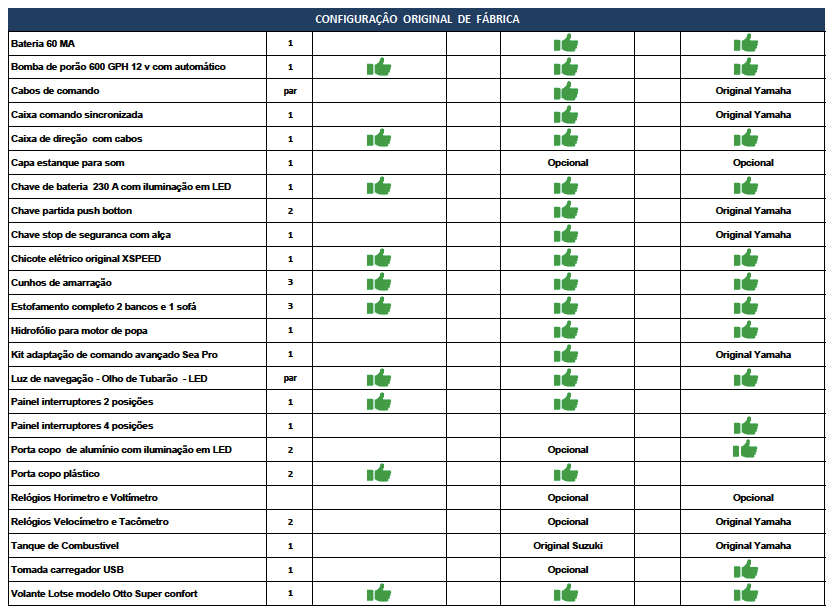 CONFIGURAÇÃO ORIGINAL DE FÁBRICA
Bateria 60 MA 1
Bomba de porão 600 GPH 12 v com automático 1
Cabos de comando par Original Yamaha
Caixa comando sincronizada 1 Original Yamaha
Caixa de direção com cabos 1
Capa estanque para som 1 Opcional Opcional
Chave de bateria 230 A com iluminação em LED 1
Chave partida push botton 2 Original Yamaha
Chave stop de seguranca com alça 1 Original Yamaha
Chicote elétrico original XSPEED 1
Cunhos de amarração 3
Estofamento completo 2 bancos e 1 sofá 3
Hidrofólio para motor de popa 1
Kit adaptação de comando avançado Sea Pro 1 Original Yamaha
Luz de navegação - Olho de Tubarão - LED par
Painel interruptores 2 posições 1
Painel interruptores 4 posições 1
Porta copo de alumínio com iluminação em LED 2 Opcional
Porta copo plástico 2
Relógios Horimetro e Voltímetro Opcional Opcional
Relógios Velocímetro e Tacômetro 2 Opcional Original Yamaha
Tanque de Combustivel 1 Original Suzuki Original Yamaha
Tomada carregador USB 1 Opcional
Volante Lotse modelo Otto Super confort 1